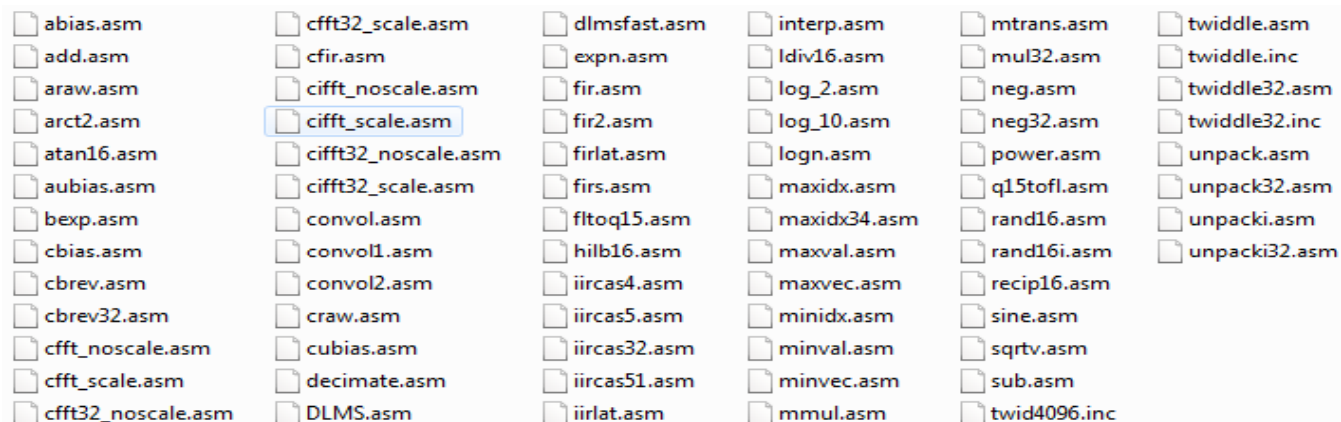 abias.asm
add.asm
araw.asm
arct2.asm
atan16.asm
aubias.asm
bexp.asm
cbias.asm
cbrev.asm
cbrev32.asm
cfft_noscale.asm
cfft_scale.asm
cfft32_noscale.asm
cfft32_scale.asm
cfir.asm
cifft_noscale.asm
cifft_scale.asm
cifft32_noscale.asm
cifft32_scale.asm
convol.asm
convol1.asm
convol2.asm
craw.asm
cubias.asm
decimate.asm
DLMS.asm
dlmsfast.asm
expn.asm
fir.asm
fir2.asm
firlat.asm
firs.asm
fltoq15.asm
hilb16.asm
iircas4.asm
iircas5.asm
iircas32.asm
iircas51.asm
iirlat.asm
interp.asm
ldiv16.asm
log_2.asm
log_10.asm
logn.asm
maxidx.asm
maxidx34.asm
maxval.asm
maxvec.asm
minidx.asm
minval.asm
minvec.asm
mmul.asm
mtrans.asm
mul32.asm
neg.asm
neg32.asm
power.asm
q15tofl.asm
rand16.asm
rand16i.asm
recip16.asm
sine.asm
sqrtv.asm
sub.asm
twid4096.inc
twiddle.asm
twiddle.inc
twiddle32.asm
twiddle32.inc
unpack.asm
unpack32.asm
unpacki.asm
unpacki32.asm